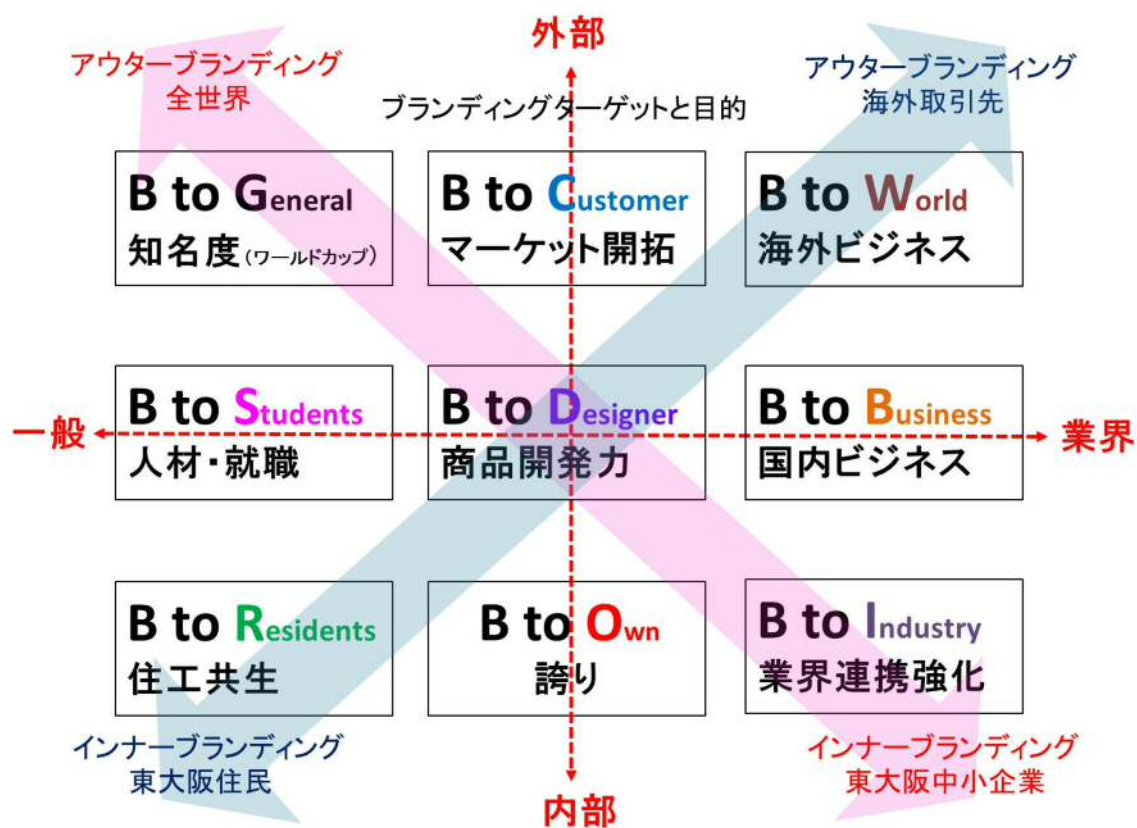 外部
アウターブランディング
全世界
ブランディングターゲットと目的
アウターブランディング
海外取引先
B to General
知名度(ワールドカップ)
B to Customer
マーケット開拓
B to World
海外ビジネス
一般
B to Students
人材・就職
B to Designer
商品開発力
B to Business
国内ビジネス
業界
B to Residents
住工共生
B to Own
誇り
B to Industry
業界連携強化
インナーブランディング
東大阪住民
インナーブランディング
東大阪中小企業
内部